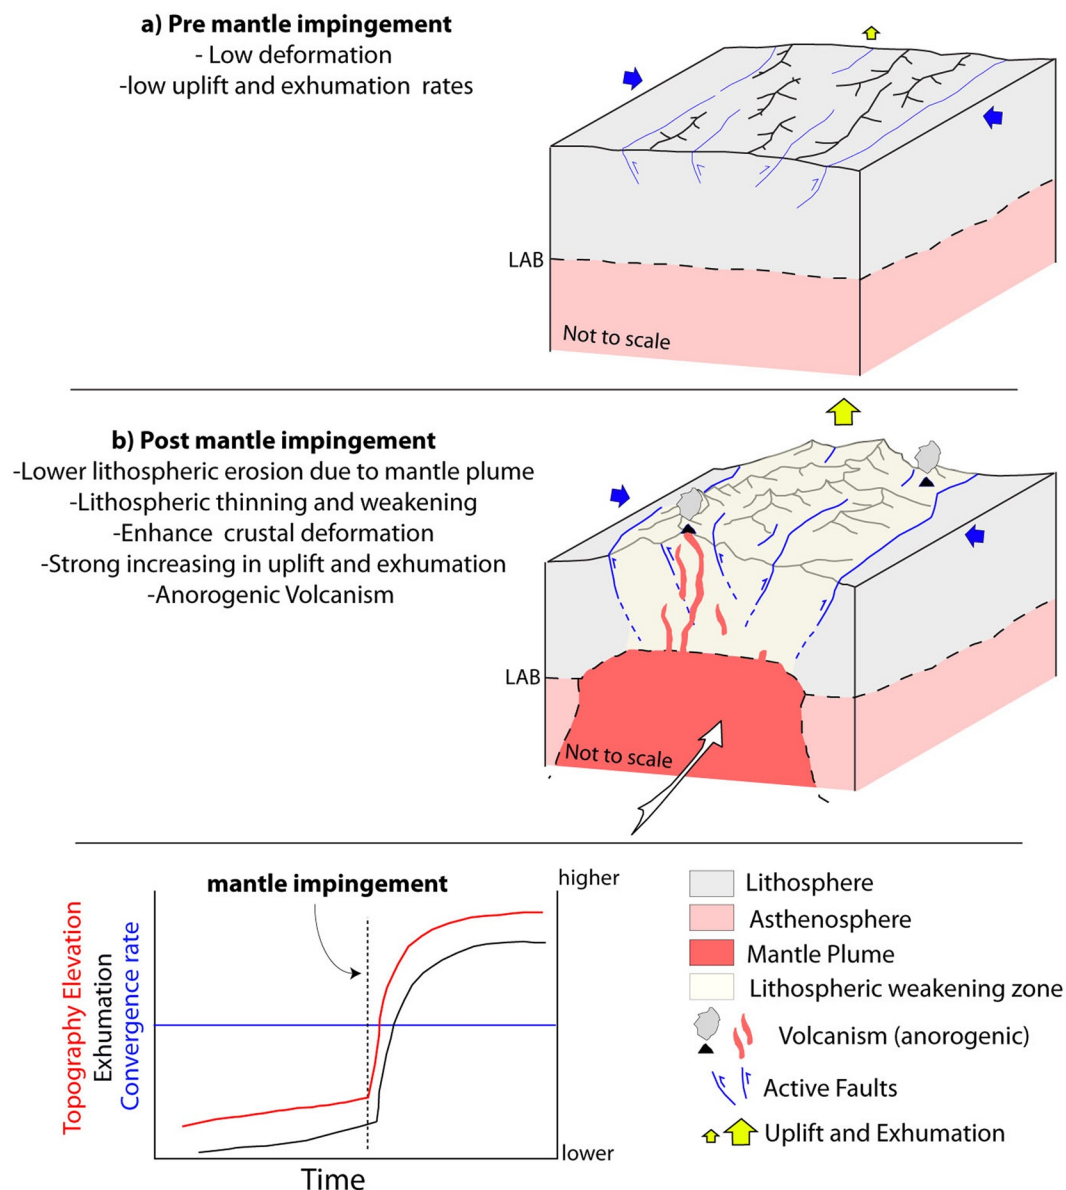 a) Pre mantle impingement
- Low deformation
-low uplift and exhumation rates
LAB
Not to scale
b) Post mantle impingement
-Lower lithospheric erosion due to mantle plume
-Lithospheric thinning and weakening
-Enhance crustal deformation
-Strong increasing in uplift and exhumation
-Anorogenic Volcanism
LAB
Not to scale
mantle impingement
higher
lower
Topography Elevation
Exhumation
Convergence rate
Time
Lithosphere
Asthenosphere
Mantle Plume
Lithospheric weakening zone
Volcanism (anorogenic)
Active Faults
Uplift and Exhumation